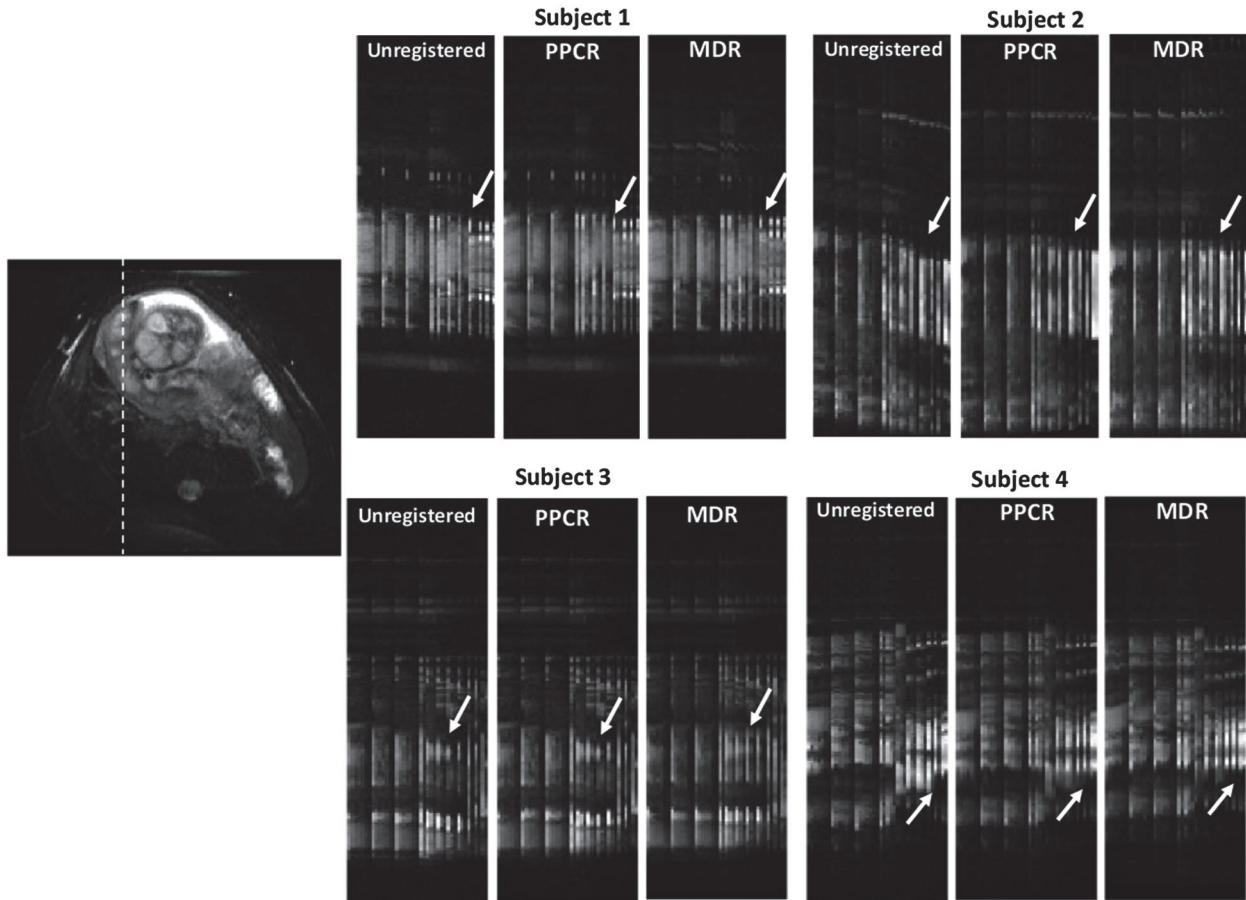 Subject 1
Unregistered PPCR MDR
Subject 2
Unregistered PPCR MDR
Subject 3
Unregistered PPCR MDR
Subject 4
Unregistered PPCR MDR